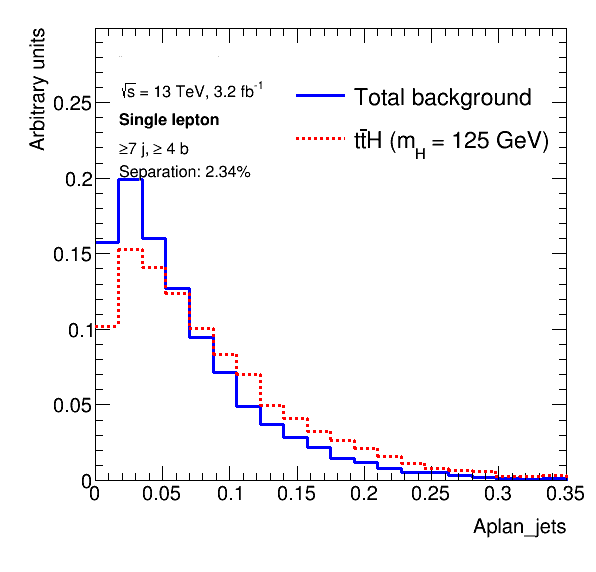 Arbitrary units
0.25
0.2
0.15
0.1
0.05
0
√s = 13 TeV, 3.2 fb⁻¹
Single lepton
≥7 j, ≥ 4 b
Separation: 2.34%
Total background
tt̄H (m_H = 125 GeV)
0 0.05 0.1 0.15 0.2 0.25 0.3 0.35
Aplan_jets